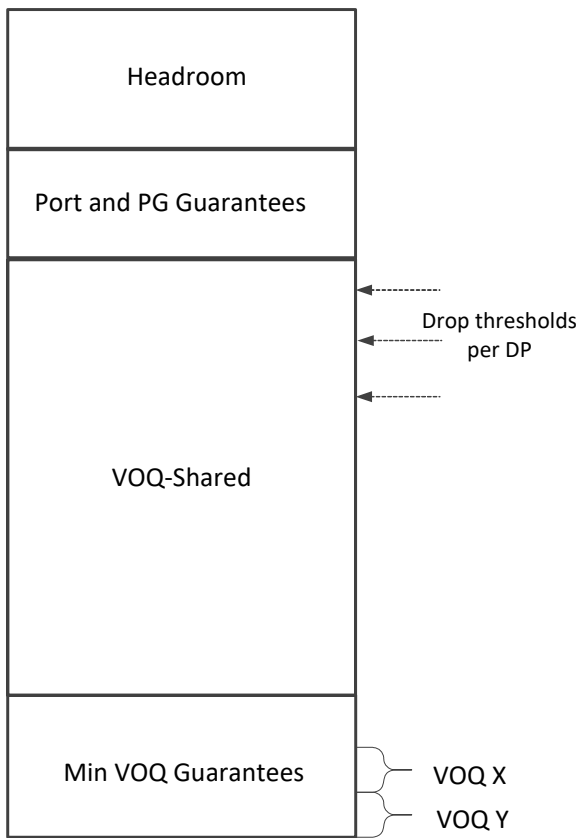 Headroom
Port and PG Guarantees
Drop thresholds
per DP
VOQ-Shared
Min VOQ Guarantees
VOQ X
VOQ Y